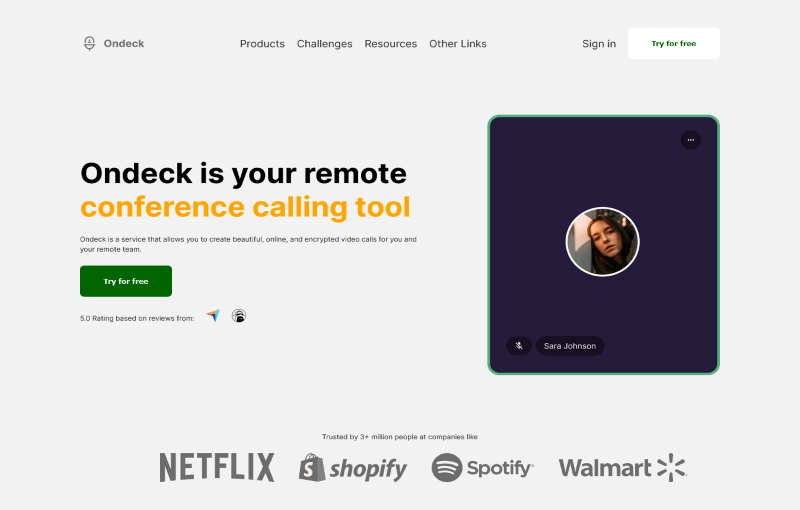 Ondeck
Products Challenges Resources Other Links
Sign in
Try for free
Ondeck is your remote
conference calling tool
Ondeck is a service that allows you to create beautiful, online, and encrypted video calls for you and
your remote team.
Try for free
5.0 Rating based on reviews from:
Sara Johnson
Trusted by 3+ million people at companies like
NETFLIX shopify Spotify Walmart